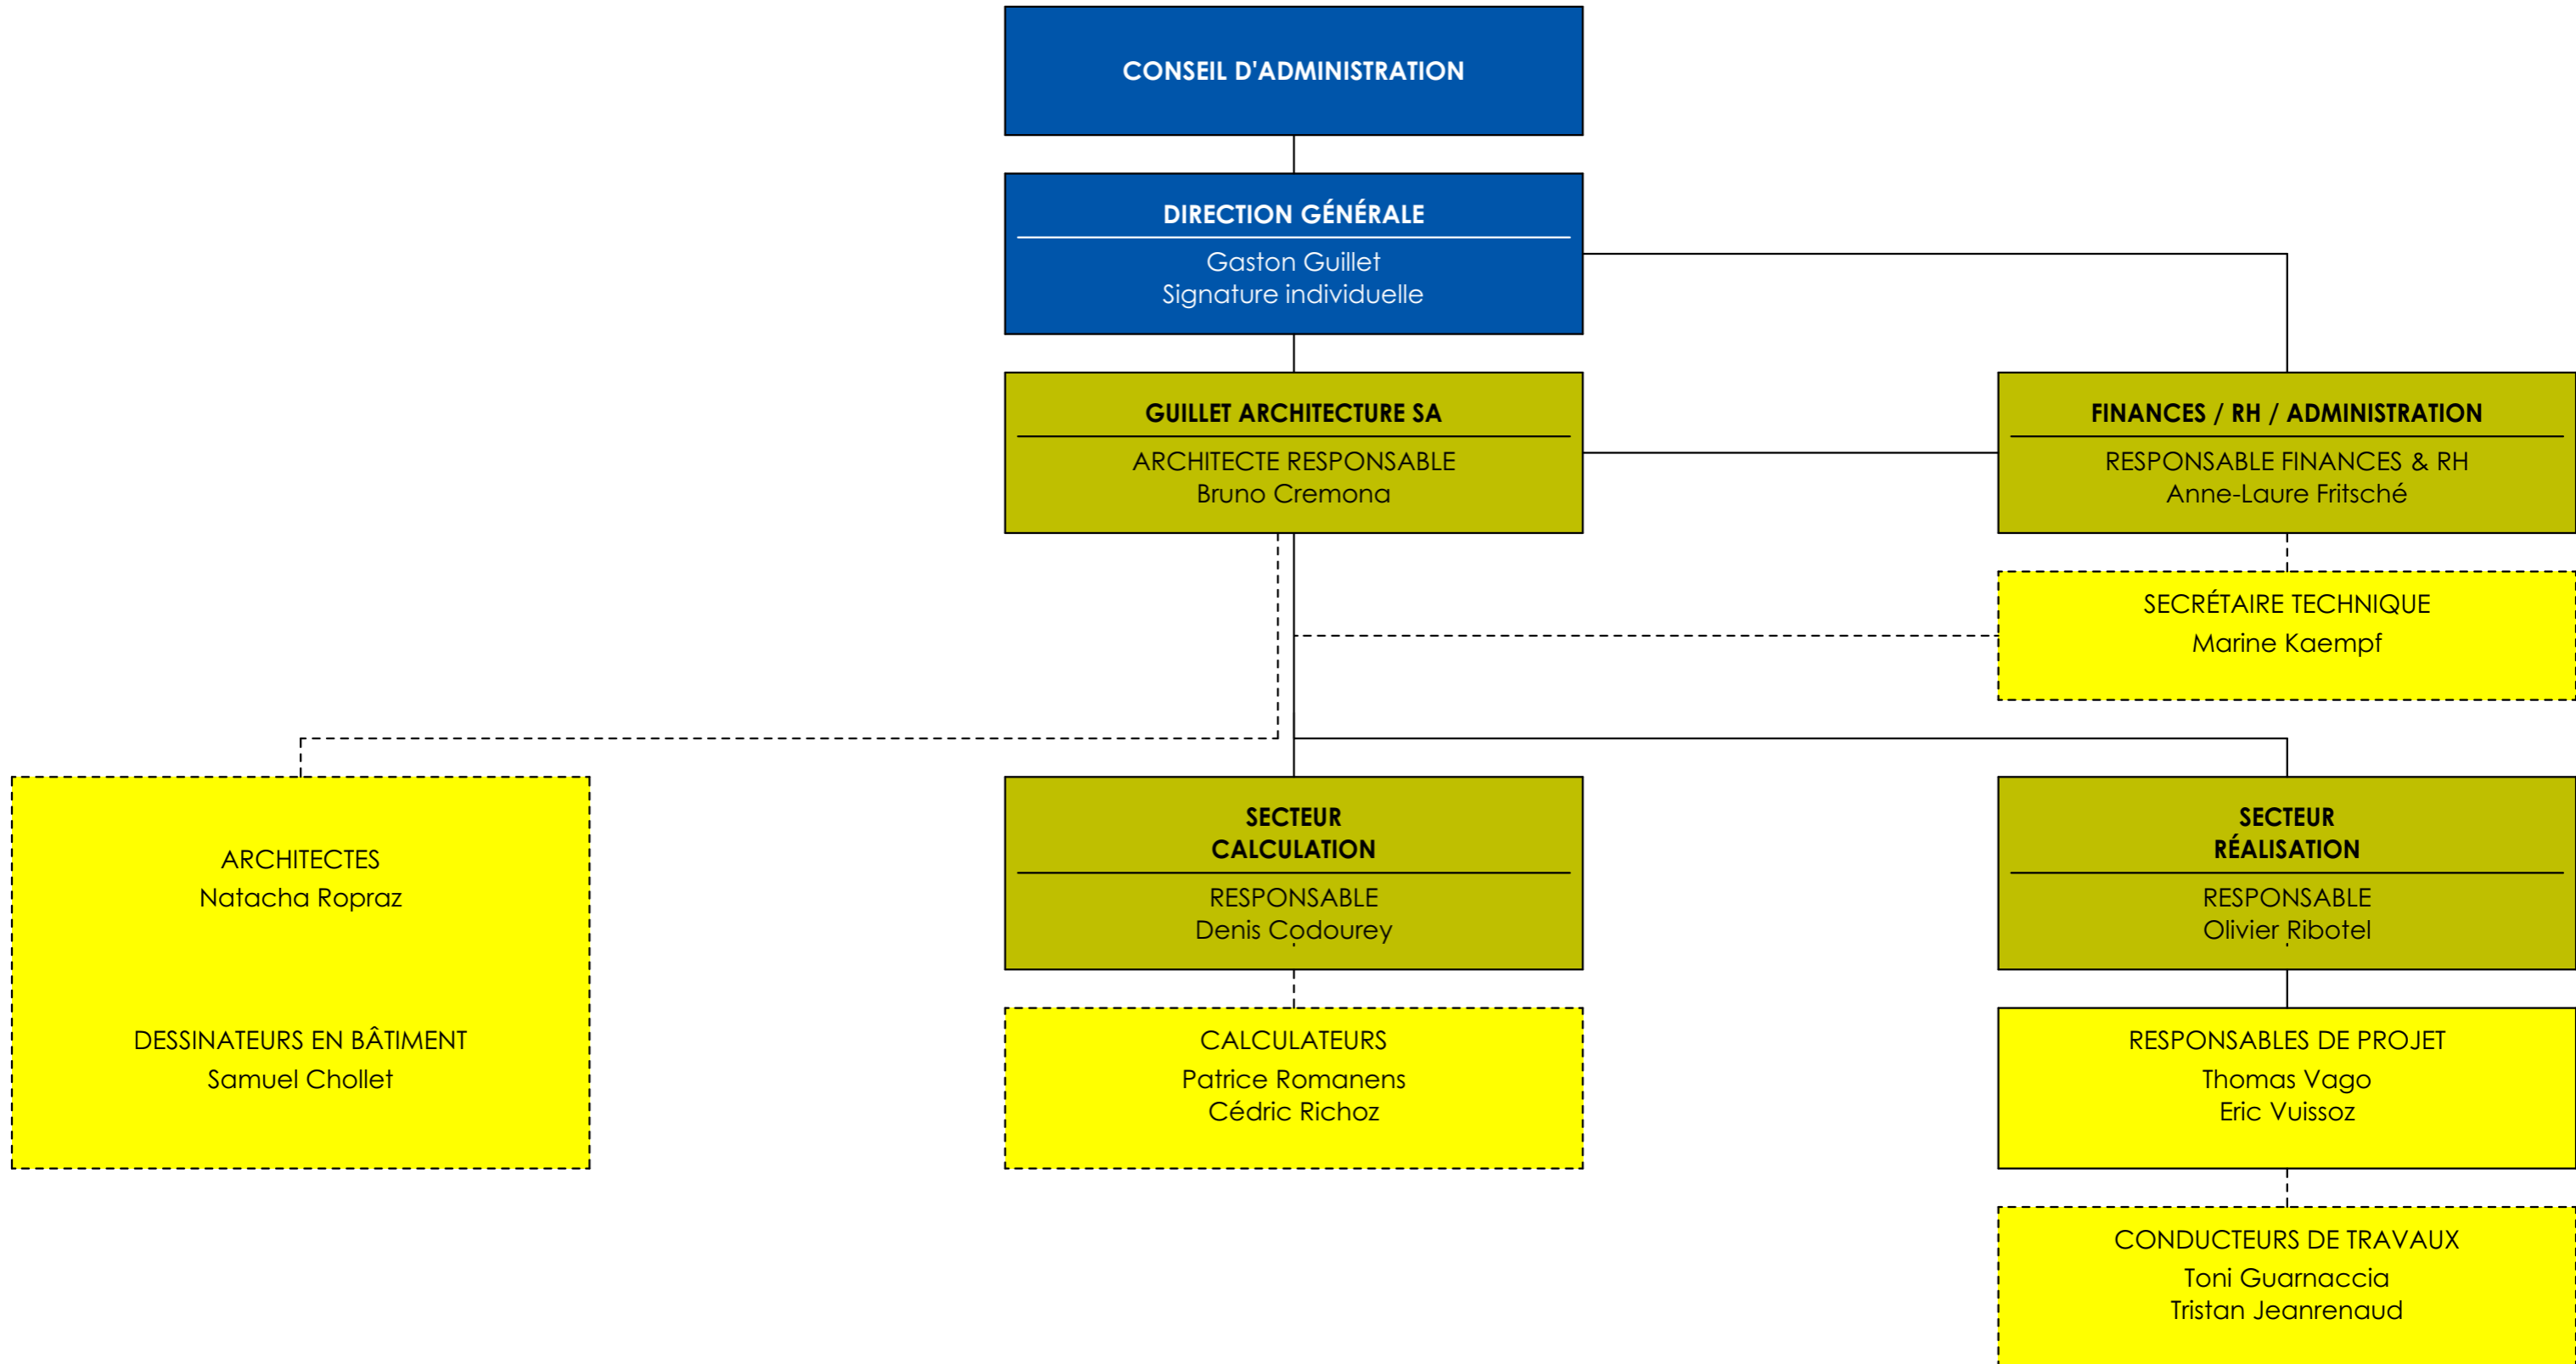 CONSEIL D'ADMINISTRATION
DIRECTION GÉNÉRALE
Gaston Guillet
Signature individuelle
GUILLET ARCHITECTURE SA
ARCHITECTE RESPONSABLE
Bruno Cremona
FINANCES / RH / ADMINISTRATION
RESPONSABLE FINANCES & RH
Anne-Laure Fritsché
SECRÉTAIRE TECHNIQUE
Marine Kaempf
ARCHITECTES
Natacha Ropraz
DESSINATEURS EN BÂTIMENT
Samuel Chollet
SECTEUR
CALCULATION
RESPONSABLE
Denis Codourey
CALCULATEURS
Patrice Romanens
Cédric Richoz
SECTEUR
RÉALISATION
RESPONSABLE
Olivier Ribotel
RESPONSABLES DE PROJET
Thomas Vago
Eric Vuissoz
CONDUCTEURS DE TRAVAUX
Toni Guarnaccia
Tristan Jeanrenaud